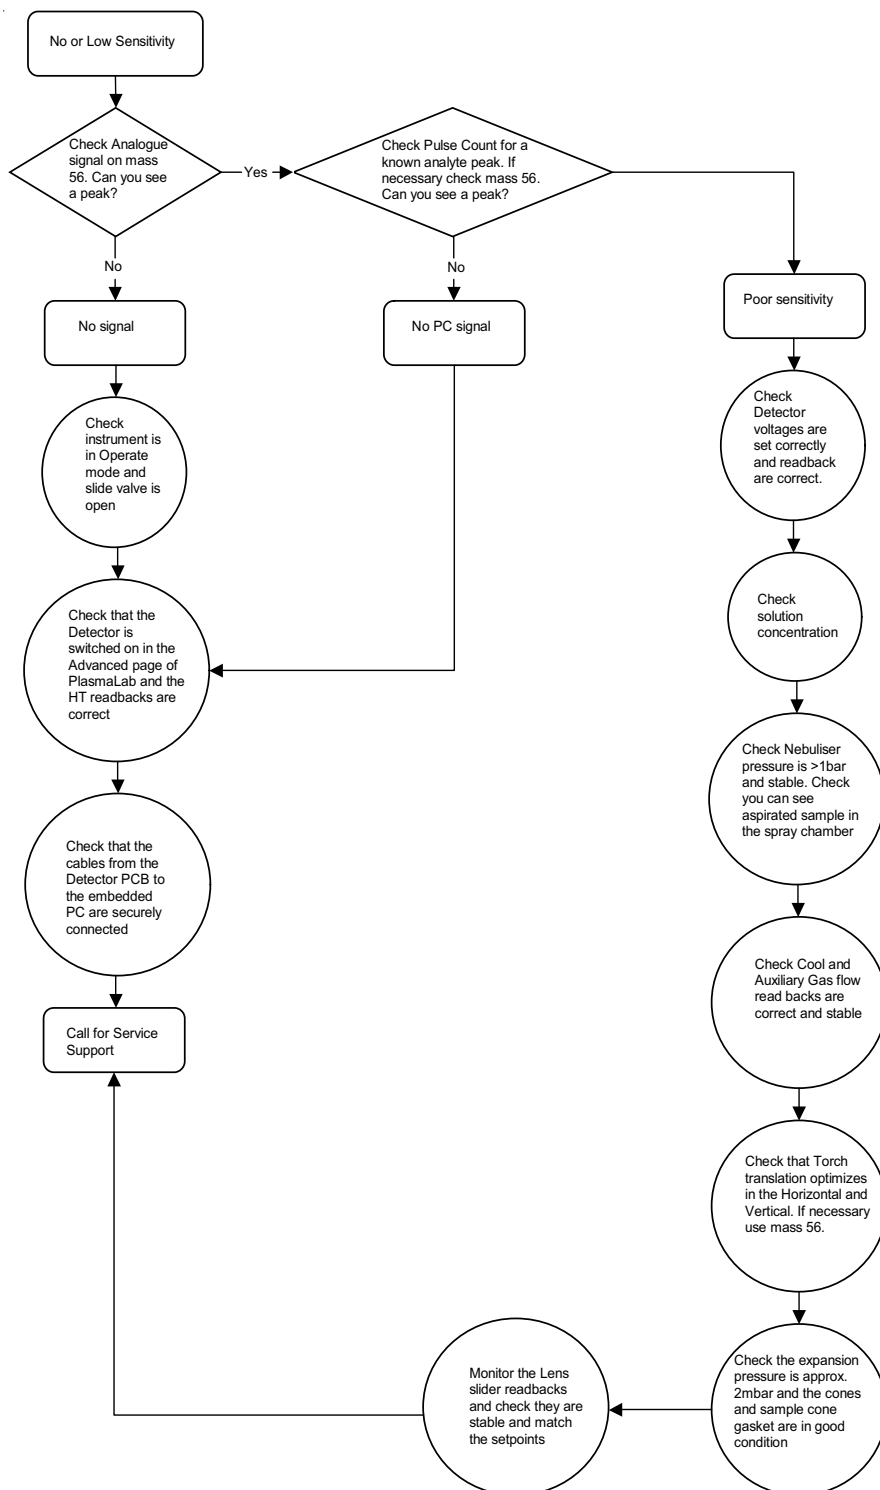 No or Low Sensitivity
Check Analogue
signal on mass
56. Can you see
a peak?
Yes
Check Pulse Count for a
known analyte peak. If
necessary check mass 56.
Can you see a peak?
No
No
No signal
No PC signal
Poor sensitivity
Check
instrument is
in Operate
mode and
slide valve is
open
Check
Detector
voltages are
set correctly
and readback
are correct.
Check that the
Detector is
switched on in the
Advanced page of
PlasmaLab and the
HT readbacks are
correct
Check
solution
concentration
Check Nebuliser
pressure is >1bar
and stable. Check
you can see
aspirated sample in
the spray chamber
Check that the
cables from the
Detector PCB to
the embedded
PC are securely
connected
Check Cool and
Auxiliary Gas flow
read backs are
correct and stable
Call for Service
Support
Check that Torch
translation optimizes
in the Horizontal and
Vertical. If necessary
use mass 56.
Check the expansion
pressure is approx.
2mbar and the cones
and sample cone
gasket are in good
condition
Monitor the Lens
slider readbacks
and check they are
stable and match
the setpoints